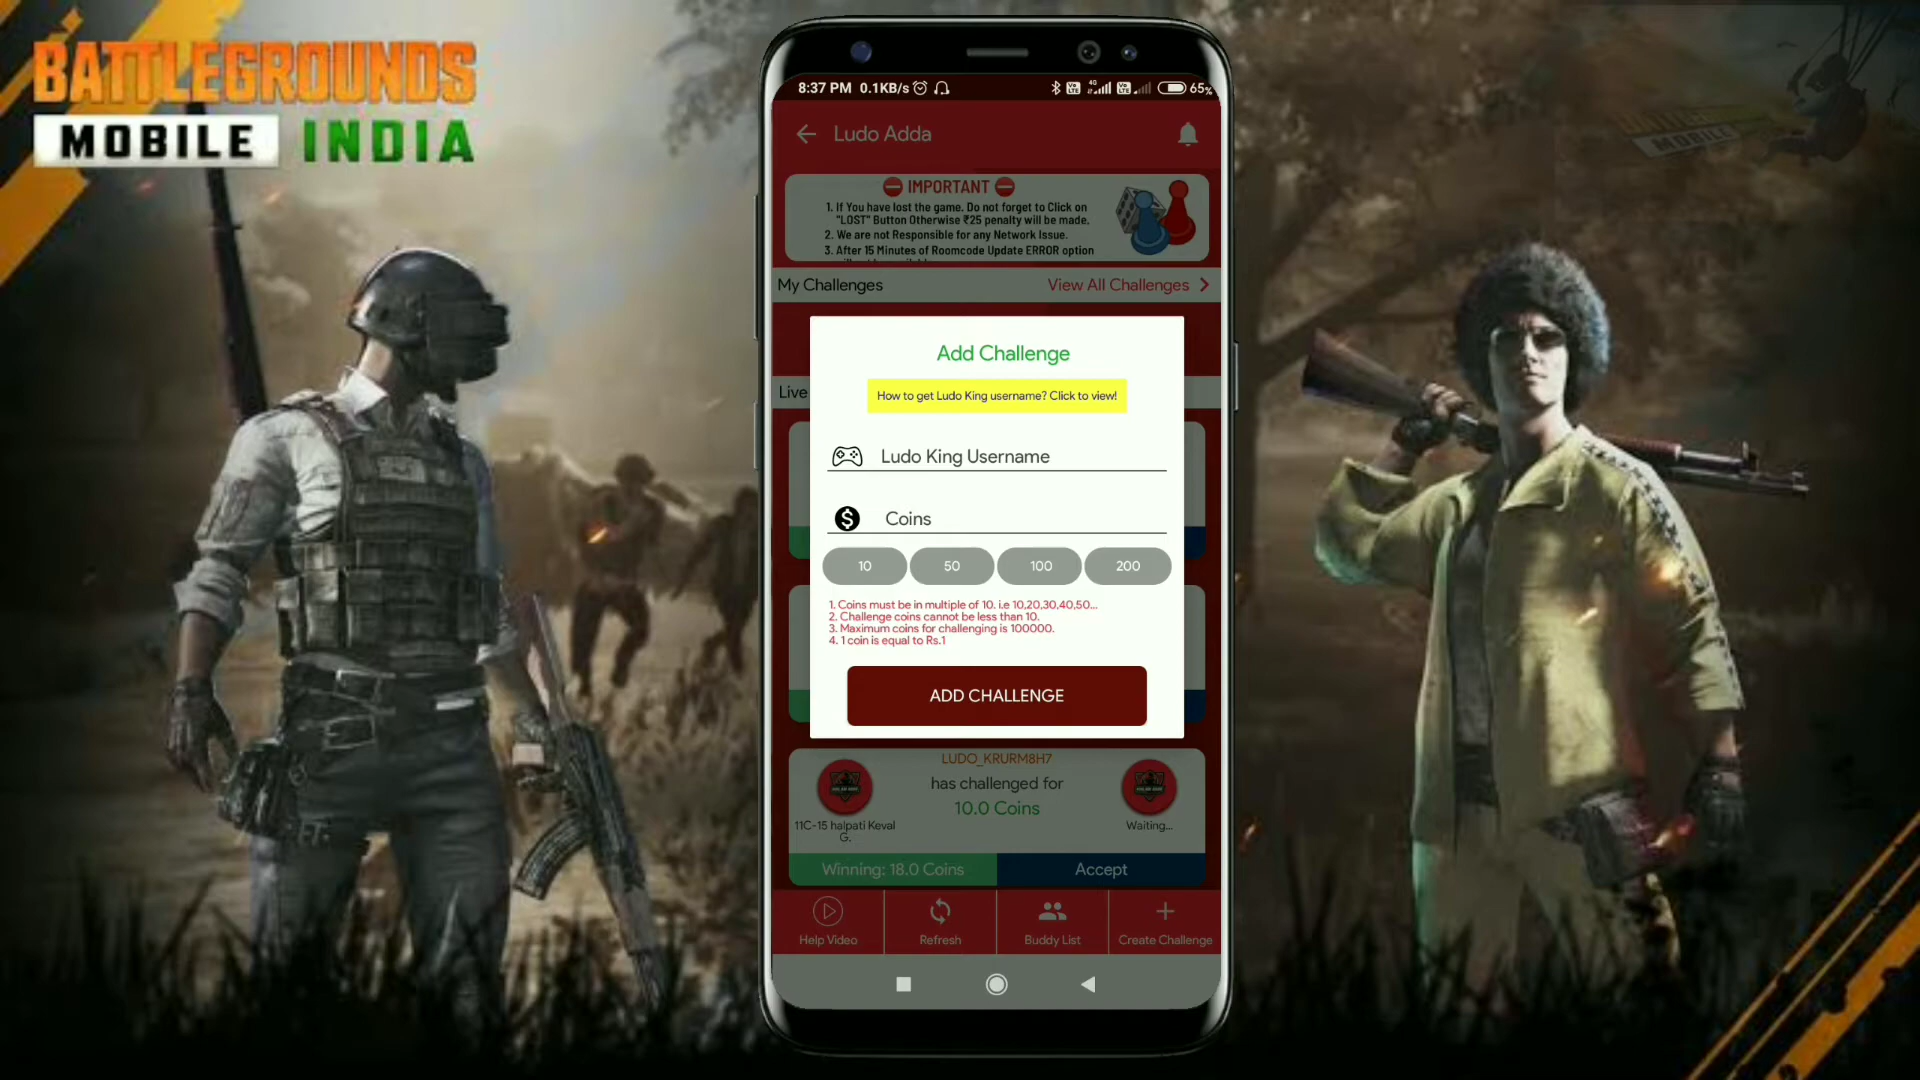 BATTLEGROUNDS
MOBILE INDIA
8:37 PM 0.1KB/s
4G
65%
Ludo Adda
IMPORTANT
1. If You have lost the game. Do not forget to Click on
"LOST" Button Otherwise ₹25 penalty will be made.
2. We are not Responsible for any Network Issue.
3. After 15 Minutes of Roomcode Update ERROR option
My Challenges
View All Challenges
Live
Add Challenge
How to get Ludo King username? Click to view!
Ludo King Username
Coins
10 50 100 200
1. Coins must be in multiple of 10. i.e 10,20,30,40,50...
2. Challenge coins cannot be less than 10.
3. Maximum coins for challenging is 100000.
4. 1 coin is equal to Rs.1
ADD CHALLENGE
LUDO_KRURM8H7
has challenged for
10.0 Coins
11C-15 halpati Keval
G.
Waiting...
Winning: 18.0 Coins
Accept
Help Video
Refresh
Buddy List
Create Challenge
MOBILE